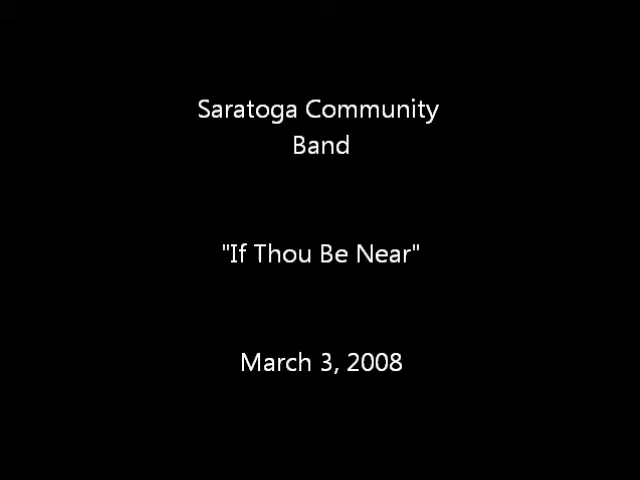 Saratoga Community
Band
"If Thou Be Near"
March 3, 2008